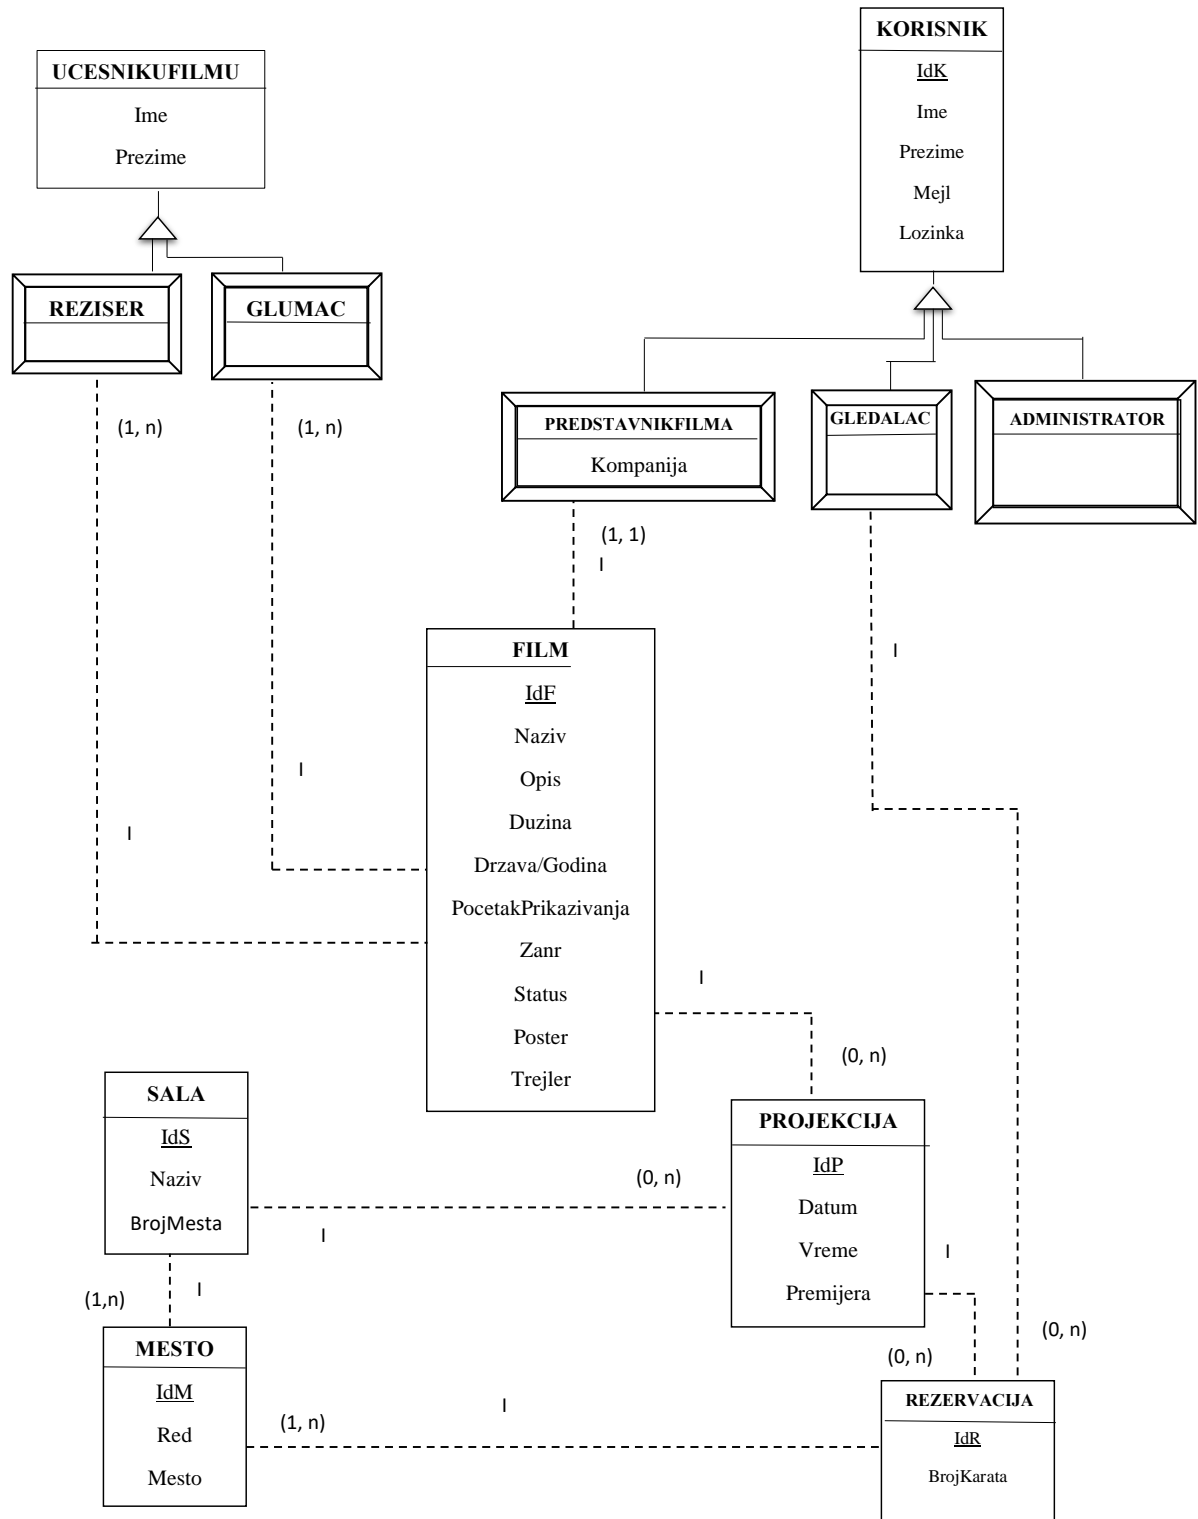 KORISNIK
IdK
Ime
Prezime
Mejl
Lozinka
UCESNIKUFILMU
Ime
Prezime
REZISER
GLUMAC
(1, n)
(1, n)
PREDSTAVNIKFILMA
Kompanija
GLEDALAC
ADMINISTRATOR
(1, 1)
I
I
FILM
IdF
Naziv
Opis
Duzina
Drzava/Godina
PocetakPrikazivanja
Zanr
Status
Poster
Trejler
I
I
I
(0, n)
SALA
IdS
Naziv
BrojMesta
(0, n)
I
PROJEKCIJA
IdP
Datum
Vreme
Premijera
I
(1,n)
I
MESTO
IdM
Red
Mesto
(0, n)
(0, n)
(1, n)
I
REZERVACIJA
IdR
BrojKarata